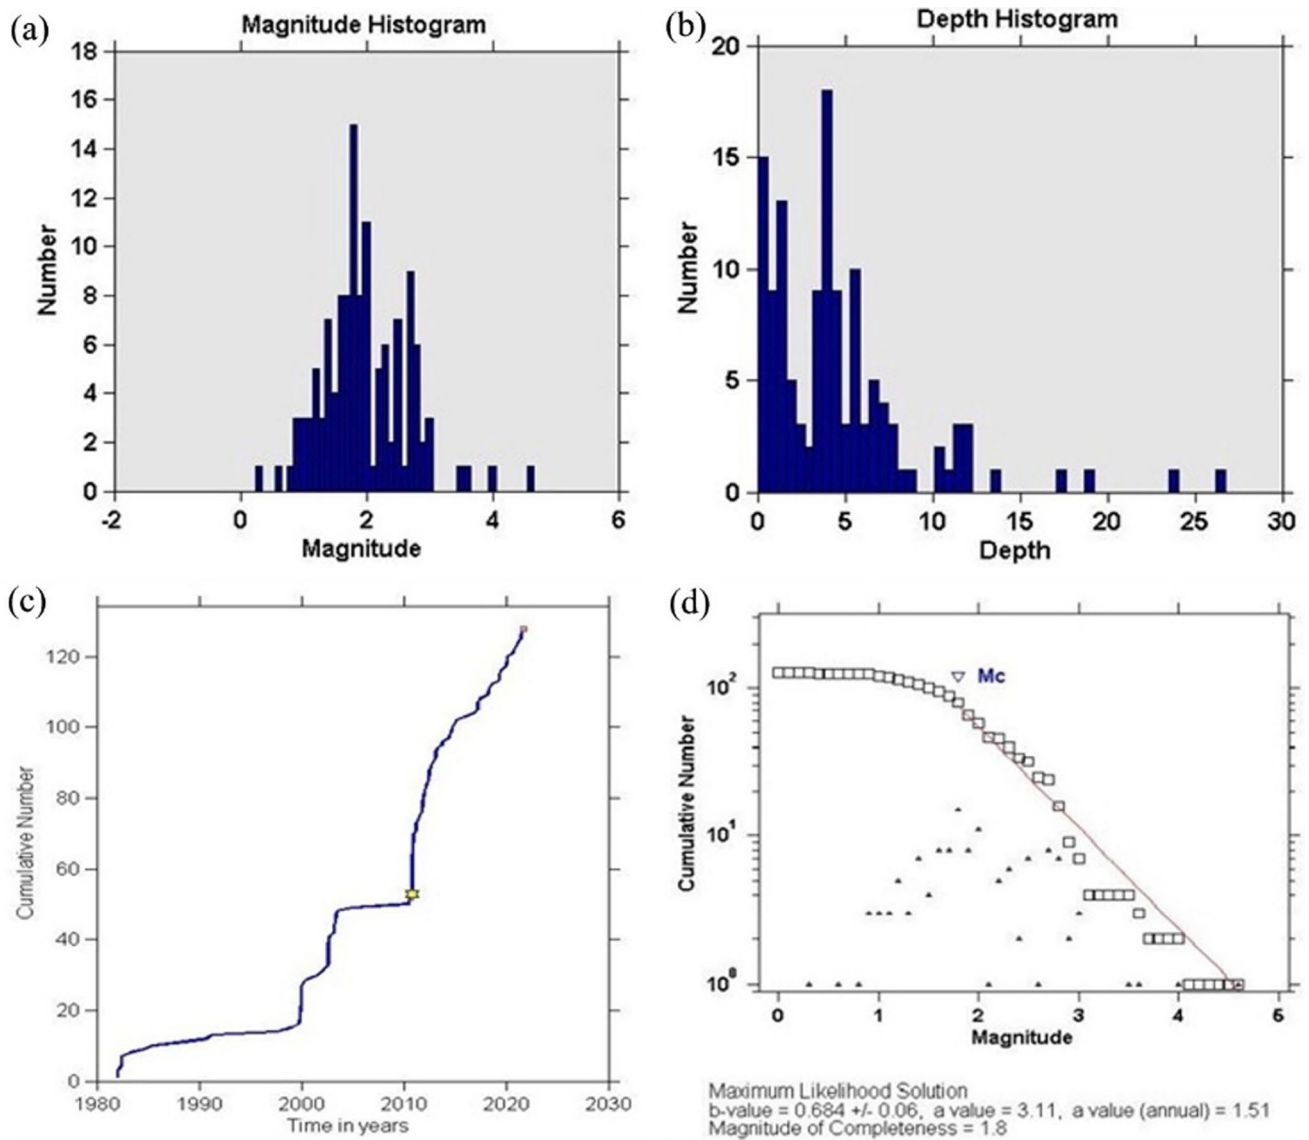 (a)
Magnitude Histogram
18
16
14
12
10
8
6
4
2
0
Number
-2 0 2 4 6
Magnitude
(b)
Depth Histogram
20
15
10
5
0
Number
0 5 10 15 20 25 30
Depth
(c)
120
100
80
60
40
20
0
Cumulative Number
1980 1990 2000 2010 2020 2030
Time in years
(d)
Mc
10²
10¹
10⁰
Cumulative Number
0 1 2 3 4 5
Magnitude
Maximum Likelihood Solution
b-value = 0.684 +/- 0.06, a value = 3.11, a value (annual) = 1.51
Magnitude of Completeness = 1.8